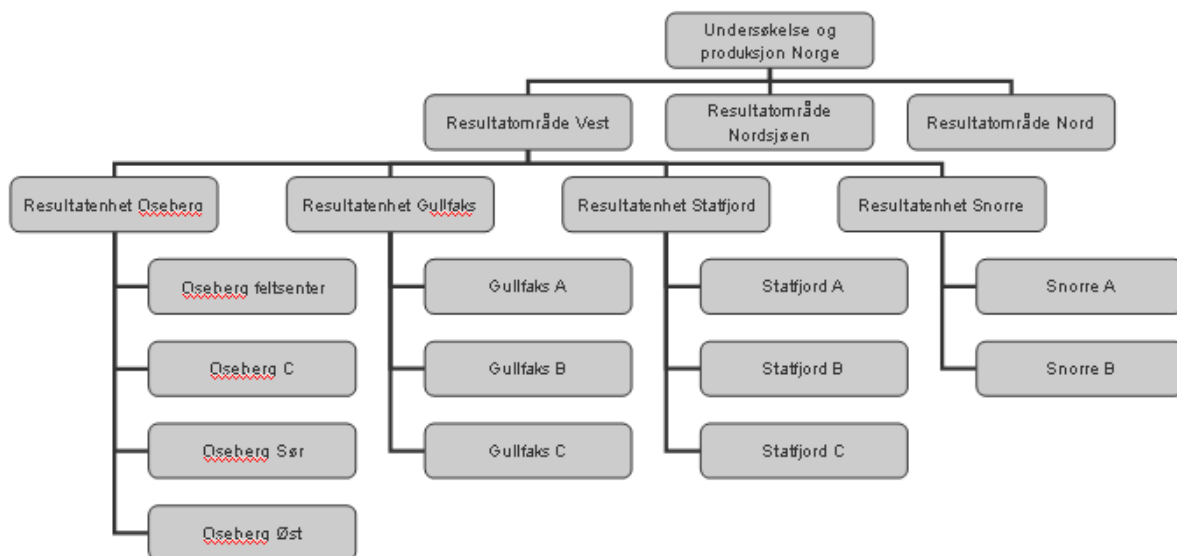 Undersøkelse og
produksjon Norge
Resultatområde Vest
Resultatområde
Nordsjøen
Resultatområde Nord
Resultatenhet Oseberg
Resultatenhet Gullfaks
Resultatenhet Statfjord
Resultatenhet Snorre
Oseberg feltsenter
Gullfaks A
Statfjord A
Snorre A
Oseberg C
Gullfaks B
Statfjord B
Snorre B
Oseberg Sør
Gullfaks C
Statfjord C
Oseberg Øst